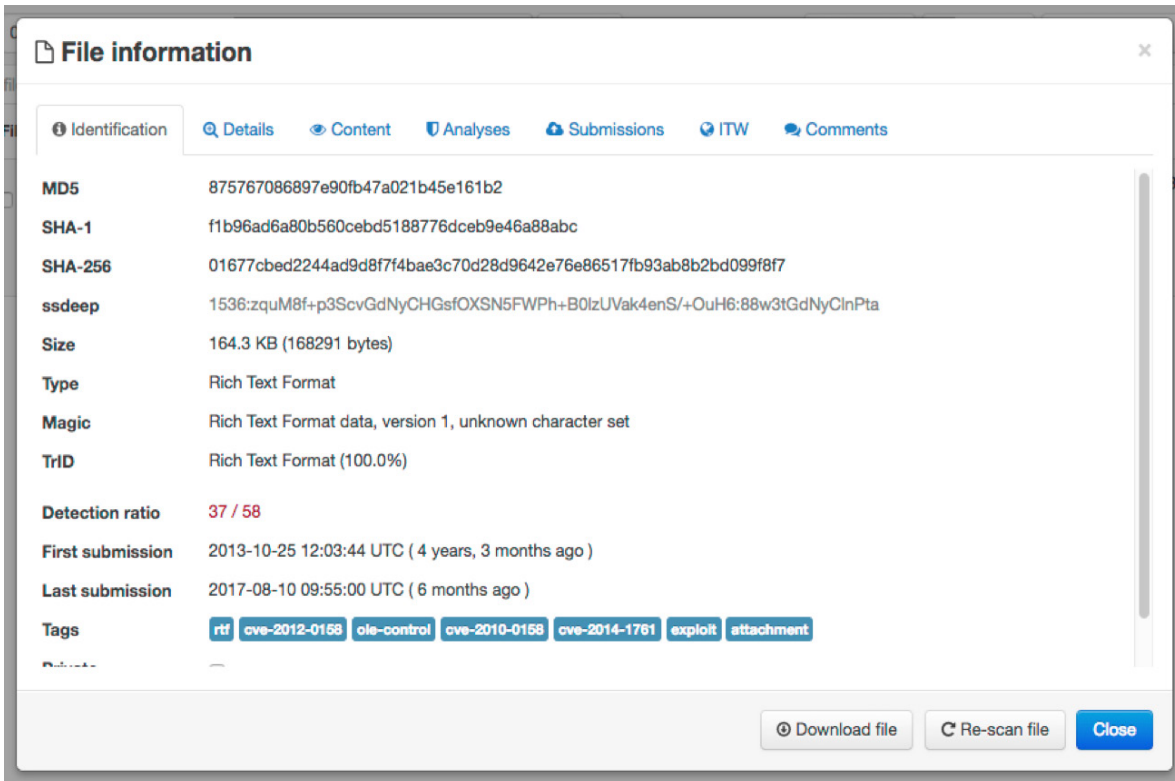 File information
×
Identification Details Content Analyses Submissions ITW Comments
MD5 875767086897e90fb47a021b45e161b2
SHA-1 f1b96ad6a80b560cebd5188776dceb9e46a88abc
SHA-256 01677cbed2244ad9d8f7f4bae3c70d28d9642e76e86517fb93ab8b2bd099f8f7
ssdeep 1536:zquM8f+p3ScvGdNyCHGsfOXSN5FWPh+B0lzUVak4enS/+OuH6:88w3tGdNyClnPta
Size 164.3 KB (168291 bytes)
Type Rich Text Format
Magic Rich Text Format data, version 1, unknown character set
TrID Rich Text Format (100.0%)
Detection ratio 37 / 58
First submission 2013-10-25 12:03:44 UTC ( 4 years, 3 months ago )
Last submission 2017-08-10 09:55:00 UTC ( 6 months ago )
Tags rtf cve-2012-0158 ole-control cve-2010-0158 cve-2014-1761 exploit attachment
Download file Re-scan file Close